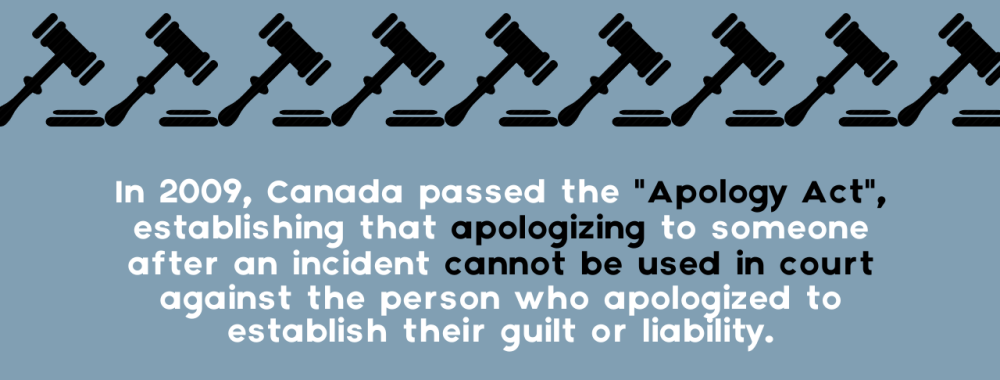 In 2009, Canada passed the "Apology Act",
establishing that apologizing to someone
after an incident cannot be used in court
against the person who apologized to
establish their guilt or liability.